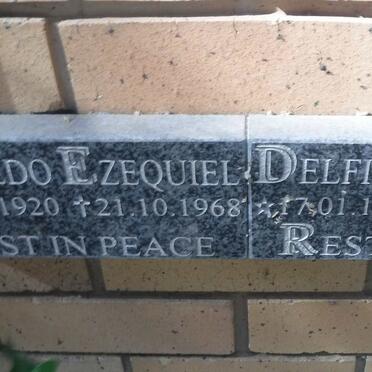 DO EZEQUIEL DELFI
1920 ✝21.10.1968 ☆17.01.1
ST IN PEACE REST